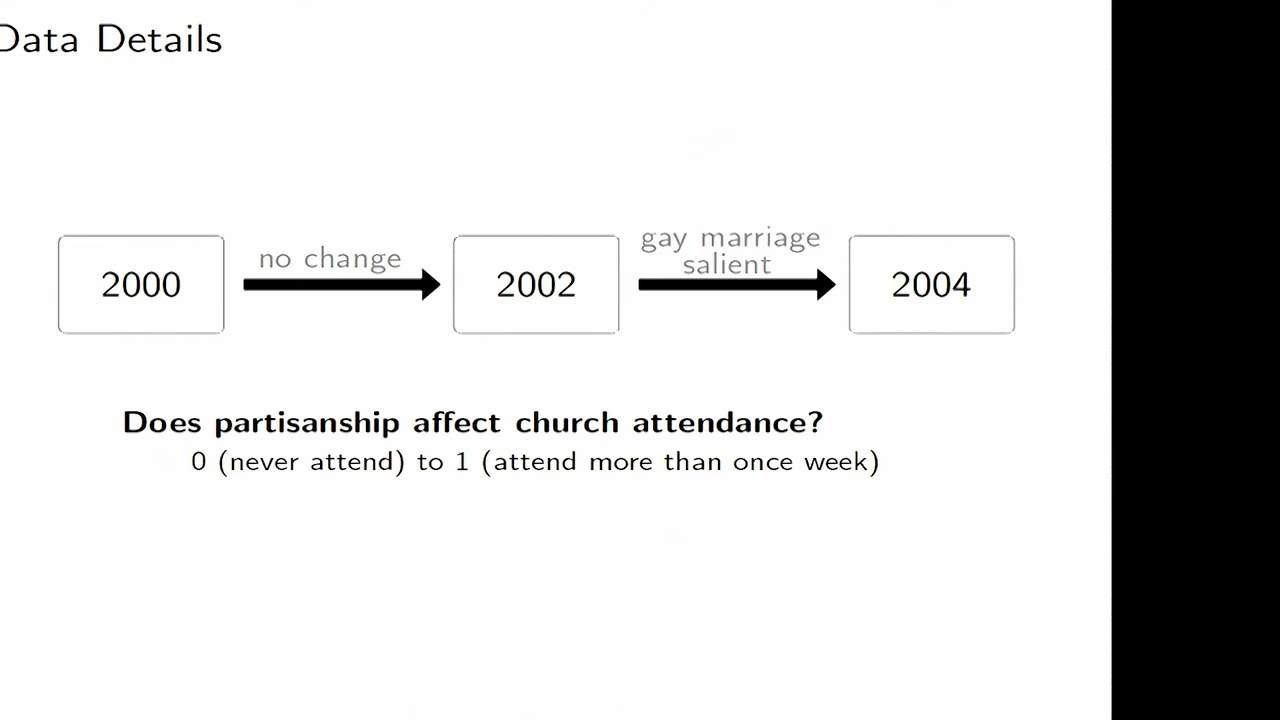 Data Details
no change
gay marriage
salient
2000
2002
2004
Does partisanship affect church attendance?
0 (never attend) to 1 (attend more than once week)